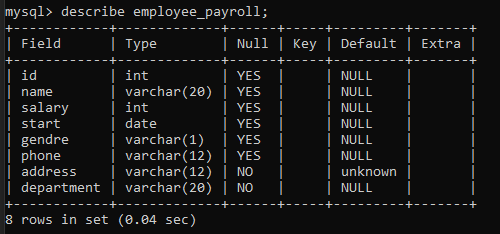 mysql> describe employee_payroll;
+------------+-------------+------+-----+---------+-------+
| Field      | Type        | Null | Key | Default | Extra |
+------------+-------------+------+-----+---------+-------+
| id         | int         | YES  |     | NULL    |       |
| name       | varchar(20) | YES  |     | NULL    |       |
| salary     | int         | YES  |     | NULL    |       |
| start      | date        | YES  |     | NULL    |       |
| gendre     | varchar(1)  | YES  |     | NULL    |       |
| phone      | varchar(12) | YES  |     | NULL    |       |
| address    | varchar(12) | NO   |     | unknown |       |
| department | varchar(20) | NO   |     | NULL    |       |
+------------+-------------+------+-----+---------+-------+
8 rows in set (0.04 sec)